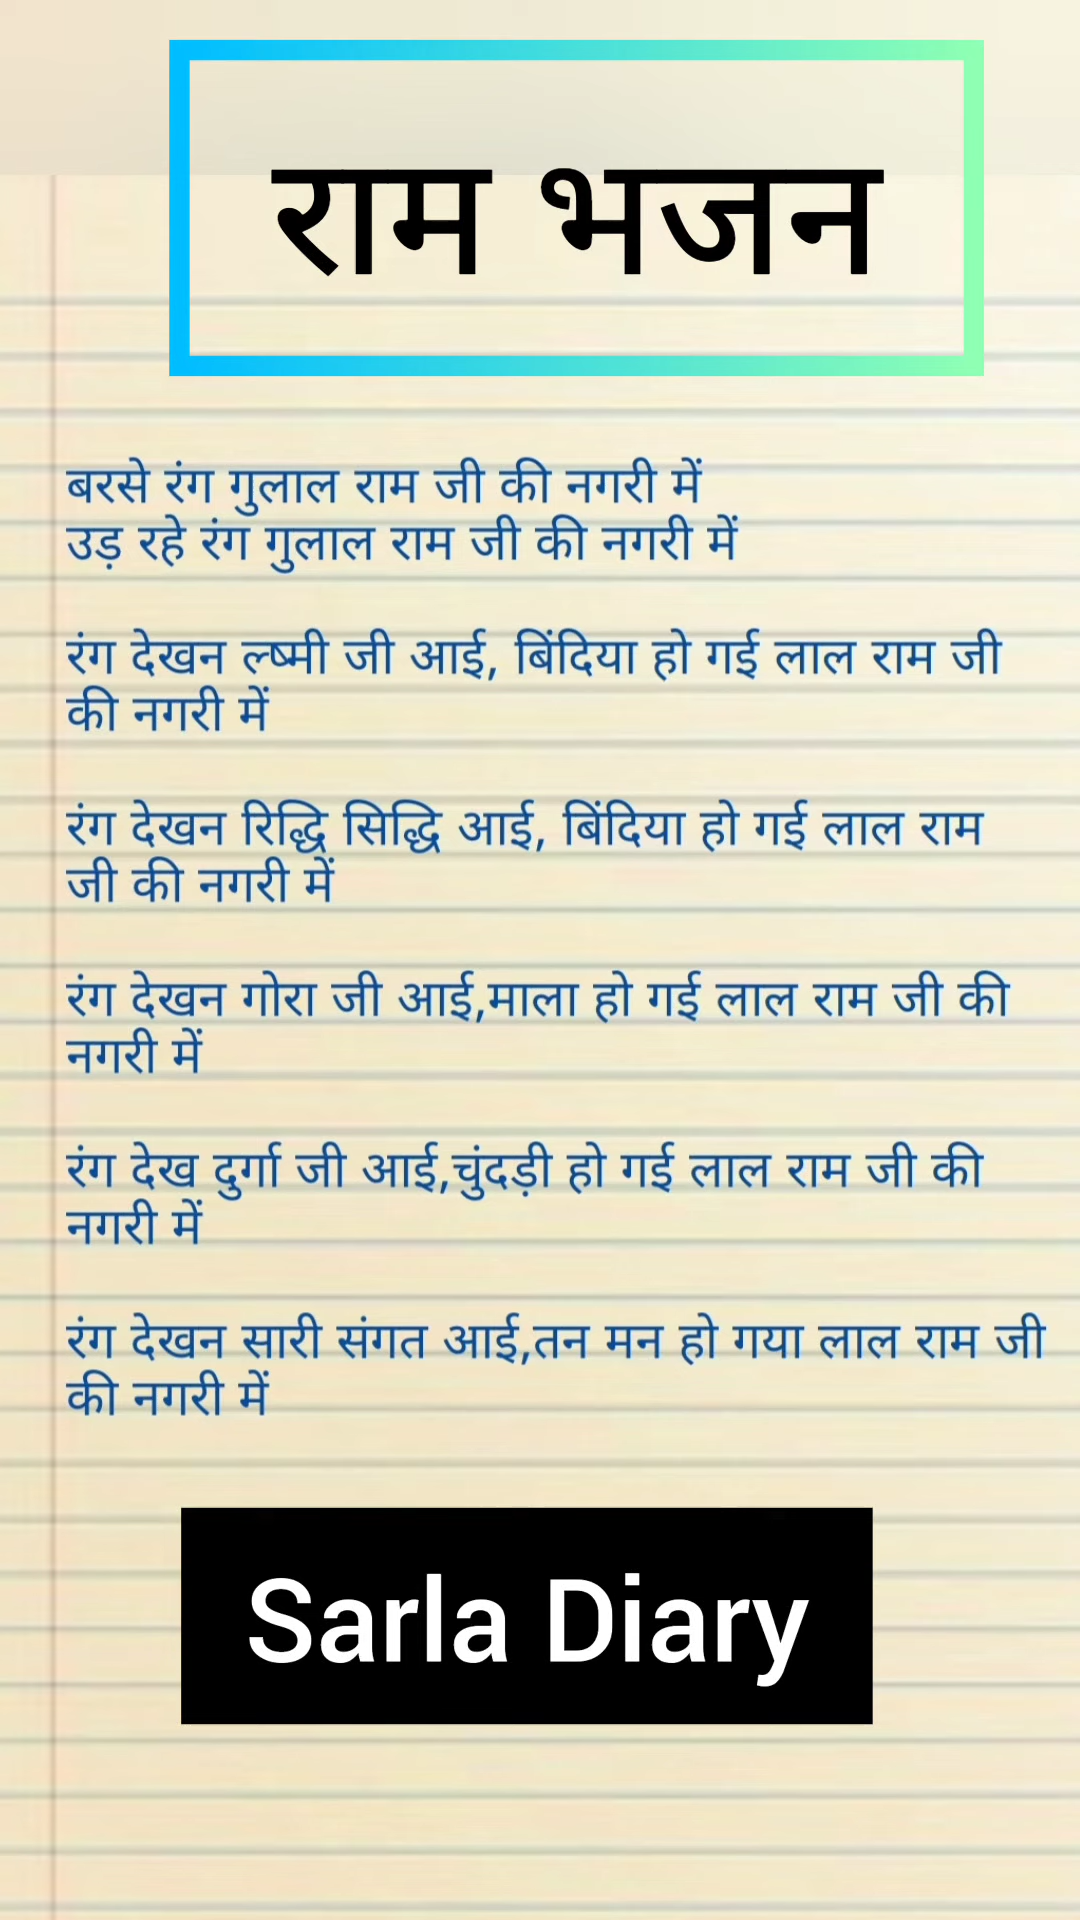 राम भजन
बरसे रंग गुलाल राम जी की नगरी में
उड़ रहे रंग गुलाल राम जी की नगरी में
रंग देखन ल्ष्मी जी आई, बिंदिया हो गई लाल राम जी
की नगरी में
रंग देखन रिद्धि सिद्धि आई, बिंदिया हो गई लाल राम
जी की नगरी में
रंग देखन गोरा जी आई,माला हो गई लाल राम जी की
नगरी में
रंग देख दुर्गा जी आई,चुंदड़ी हो गई लाल राम जी की
नगरी में
रंग देखन सारी संगत आई,तन मन हो गया लाल राम जी
की नगरी में
Sarla Diary